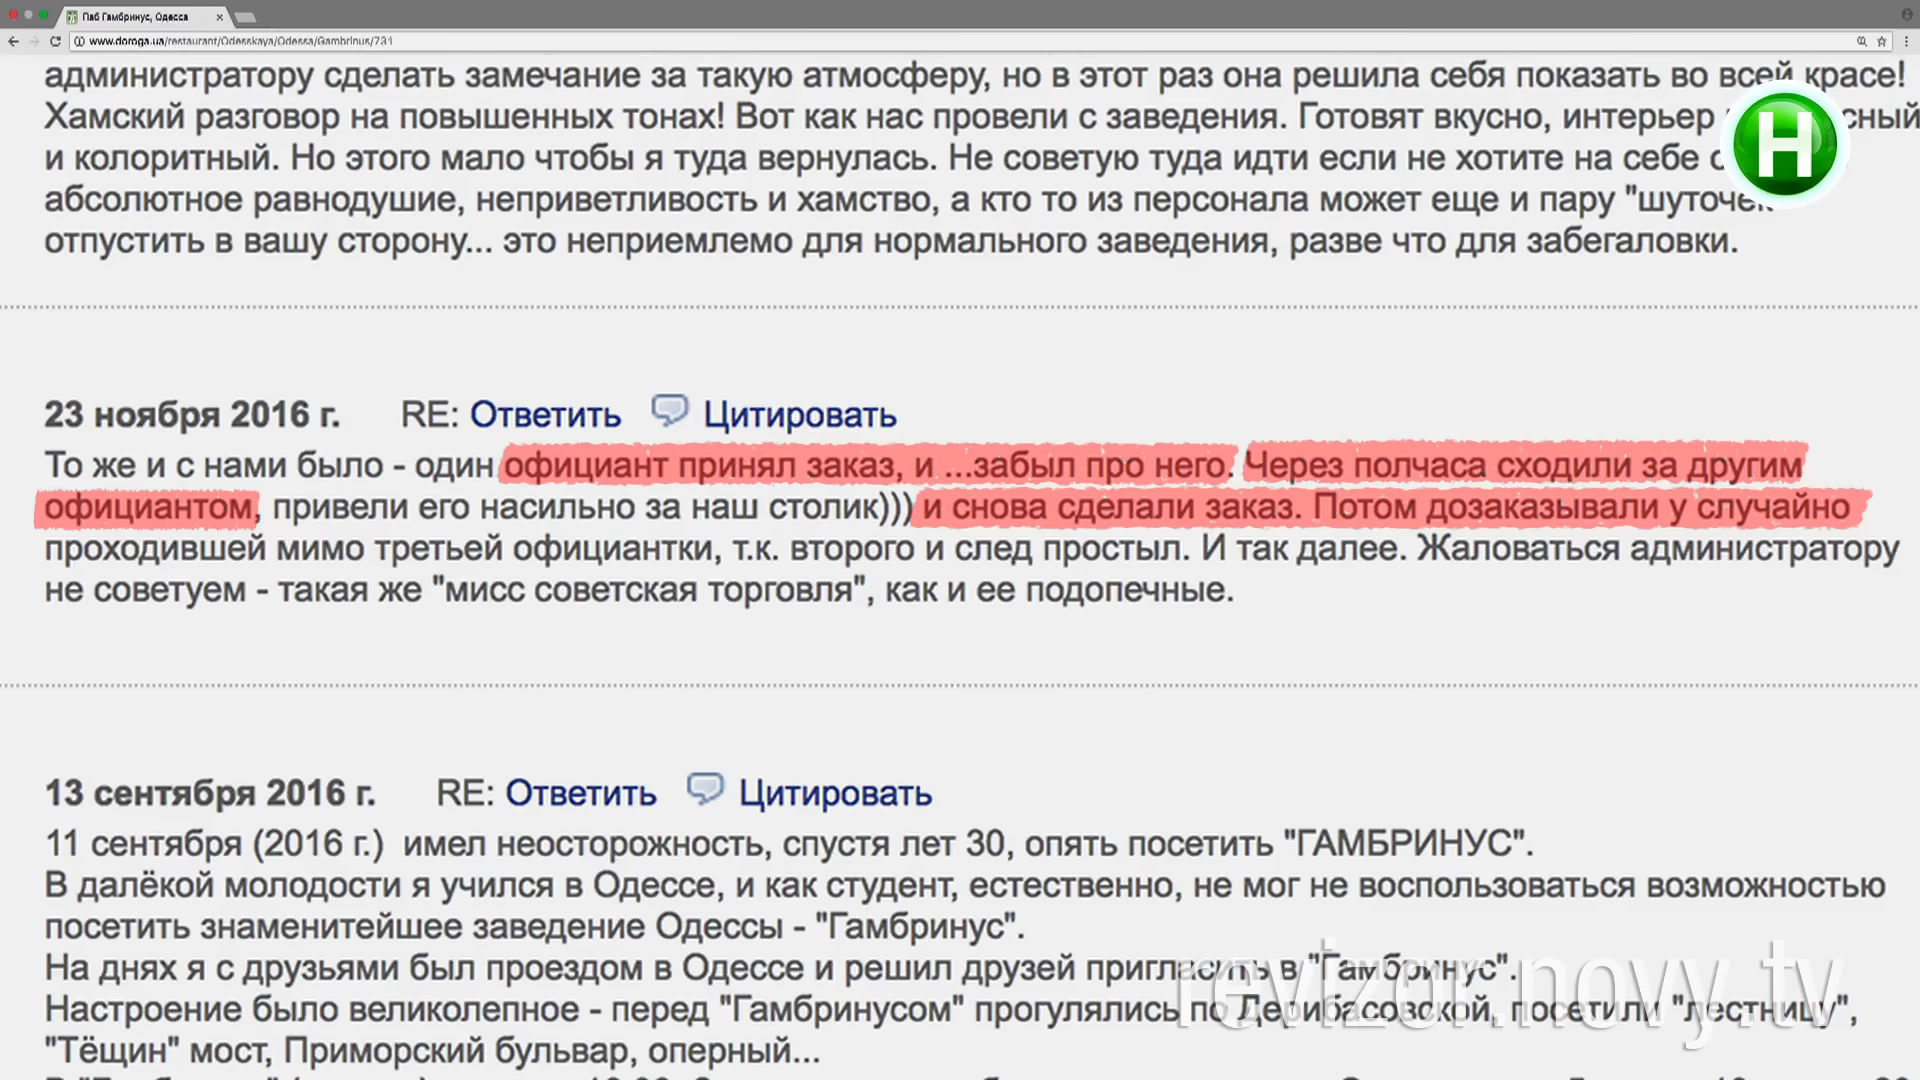 Паб Гамбринус, Одесса
www.doroga.ua/restaurant/Odesskaya/Odessa/Gambrinus/731
администратору сделать замечание за такую атмосферу, но в этот раз она решила себя показать во всей красе!
Хамский разговор на повышенных тонах! Вот как нас провели с заведения. Готовят вкусно, интерьер
и колоритный. Но этого мало чтобы я туда вернулась. Не советую туда идти если не хотите на себе
абсолютное равнодушие, неприветливость и хамство, а кто то из персонала может еще и пару "шуточек"
отпустить в вашу сторону... это неприемлемо для нормального заведения, разве что для забегаловки.
Н
23 ноября 2016 г. RE: Ответить Цитировать
То же и с нами было - один официант принял заказ, и ...забыл про него. Через полчаса сходили за другим
официантом, привели его насильно за наш столик))) и снова сделали заказ. Потом дозаказывали у случайно
проходившей мимо третьей официантки, т.к. второго и след простыл. И так далее. Жаловаться администратору
не советуем - такая же "мисс советская торговля", как и ее подопечные.
13 сентября 2016 г. RE: Ответить Цитировать
11 сентября (2016 г.) имел неосторожность, спустя лет 30, опять посетить "ГАМБРИНУС".
В далёкой молодости я учился в Одессе, и как студент, естественно, не мог не воспользоваться возможностью
посетить знаменитейшее заведение Одессы - "Гамбринус".
На днях я с друзьями был проездом в Одессе и решил друзей пригласить в "Гамбринус".
Настроение было великолепное - перед "Гамбринусом" прогулялись по Дерибасовской, посетили "лестницу",
"Тёщин" мост, Приморский бульвар, оперный...
revizor.novy.tv